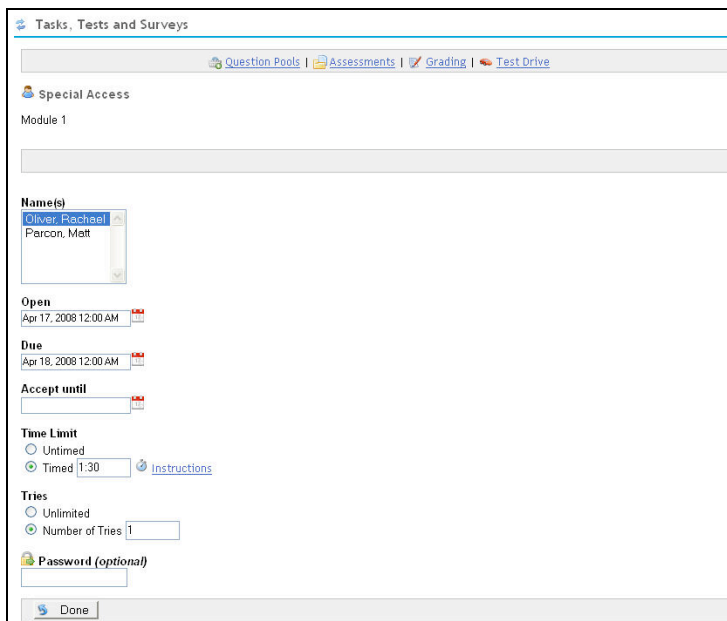 Tasks, Tests and Surveys
Question Pools | Assessments | Grading | Test Drive
Special Access
Module 1
Name(s)
Oliver, Rachael
Parcon, Matt
Open
Apr 17, 2008 12:00 AM
Due
Apr 18, 2008 12:00 AM
Accept until
Time Limit
Untimed
Timed 1:30 Instructions
Tries
Unlimited
Number of Tries 1
Password (optional)
Done